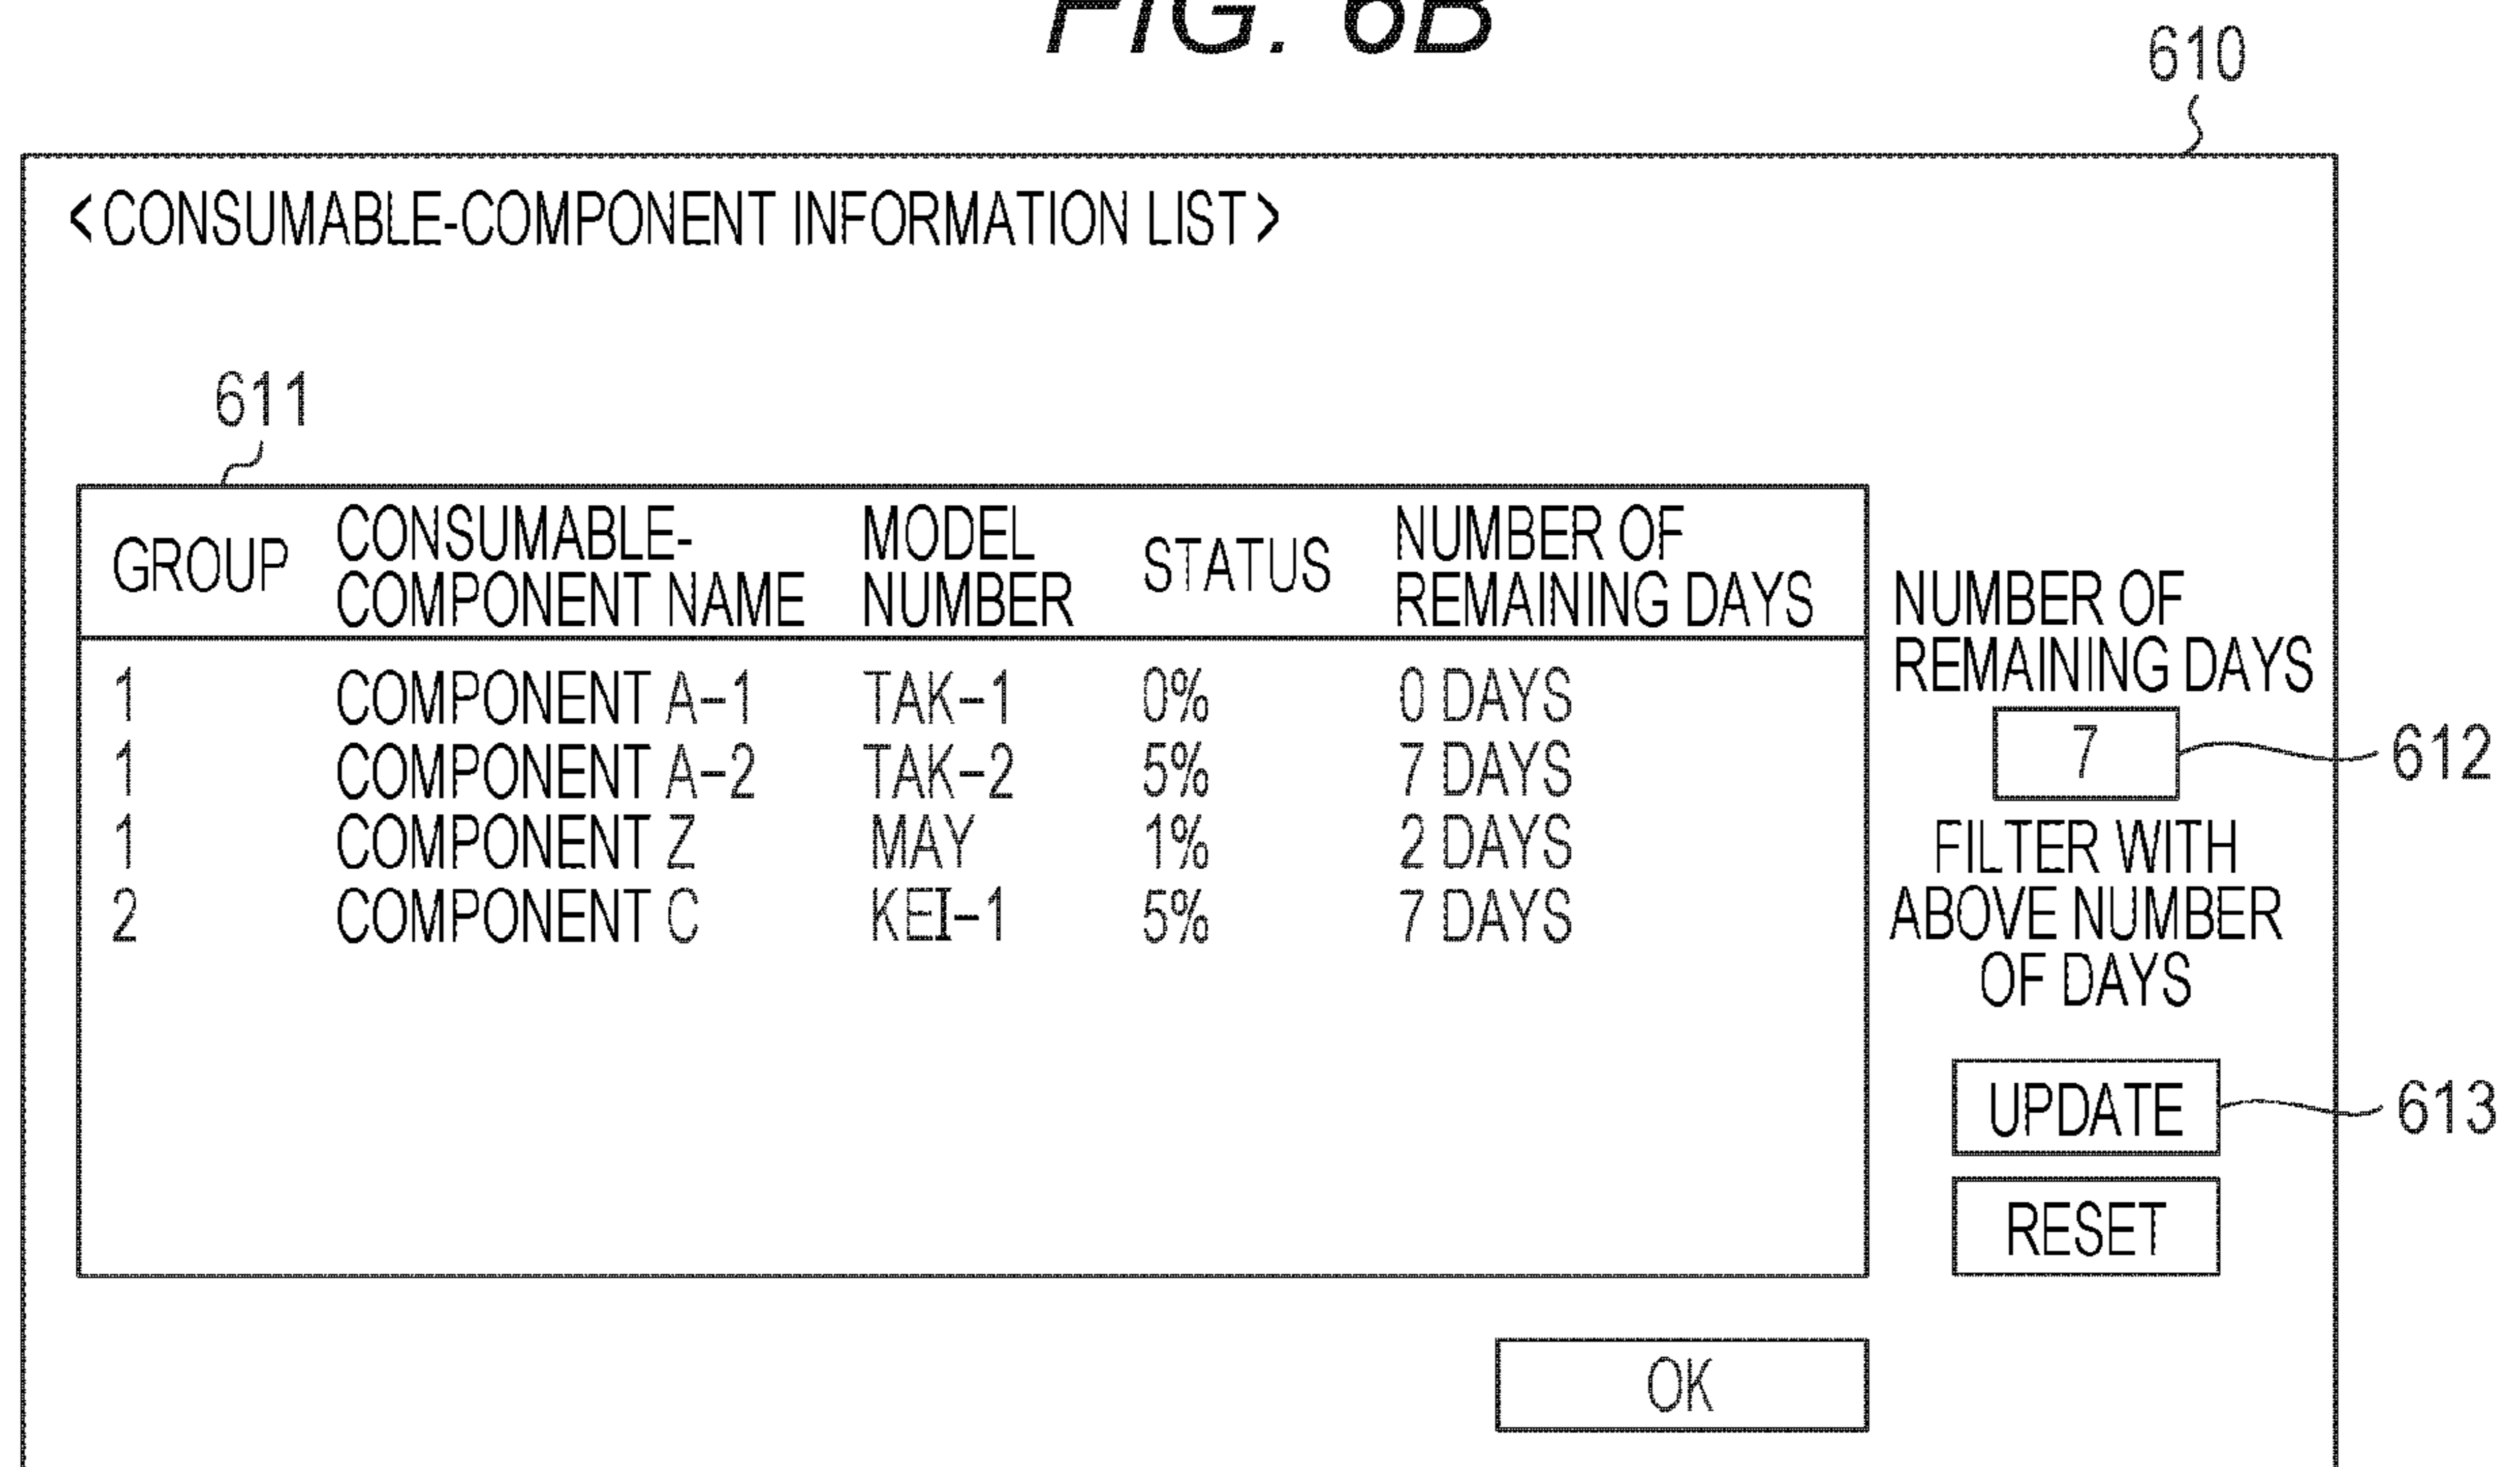 FIG. 6B
610
<CONSUMABLE-COMPONENT INFORMATION LIST>
611
GROUP CONSUMABLE-COMPONENT NAME MODEL NUMBER STATUS NUMBER OF REMAINING DAYS
1 COMPONENT A-1 TAK-1 0% 0 DAYS
1 COMPONENT A-2 TAK-2 5% 7 DAYS
1 COMPONENT Z MAY 1% 2 DAYS
2 COMPONENT C KEI-1 5% 7 DAYS
NUMBER OF
REMAINING DAYS
7
612
FILTER WITH
ABOVE NUMBER
OF DAYS
UPDATE
613
RESET
OK